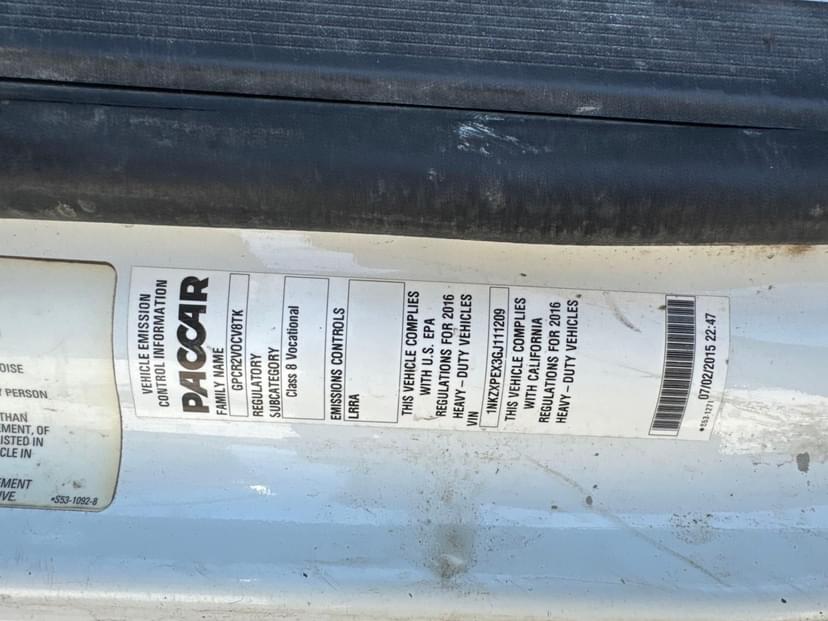 OISE
Y PERSON
THAN
EMENT, OF
ISTED IN
CLE IN
EMENT
IVE.
*S53-1092-8
VEHICLE EMISSION
CONTROL INFORMATION
PACCAR
FAMILY NAME
GPCR2VOCV8TK
REGULATORY
SUBCATEGORY
Class 8 Vocational
EMISSIONS CONTROLS
LRRA
THIS VEHICLE COMPLIES
WITH U.S. EPA
REGULATIONS FOR 2016
HEAVY – DUTY VEHICLES
VIN
1NKZXPEX3GJ111209
THIS VEHICLE COMPLIES
WITH CALIFORNIA
REGULATIONS FOR 2016
HEAVY – DUTY VEHICLES
*S53-1271
07/02/2015 22:47